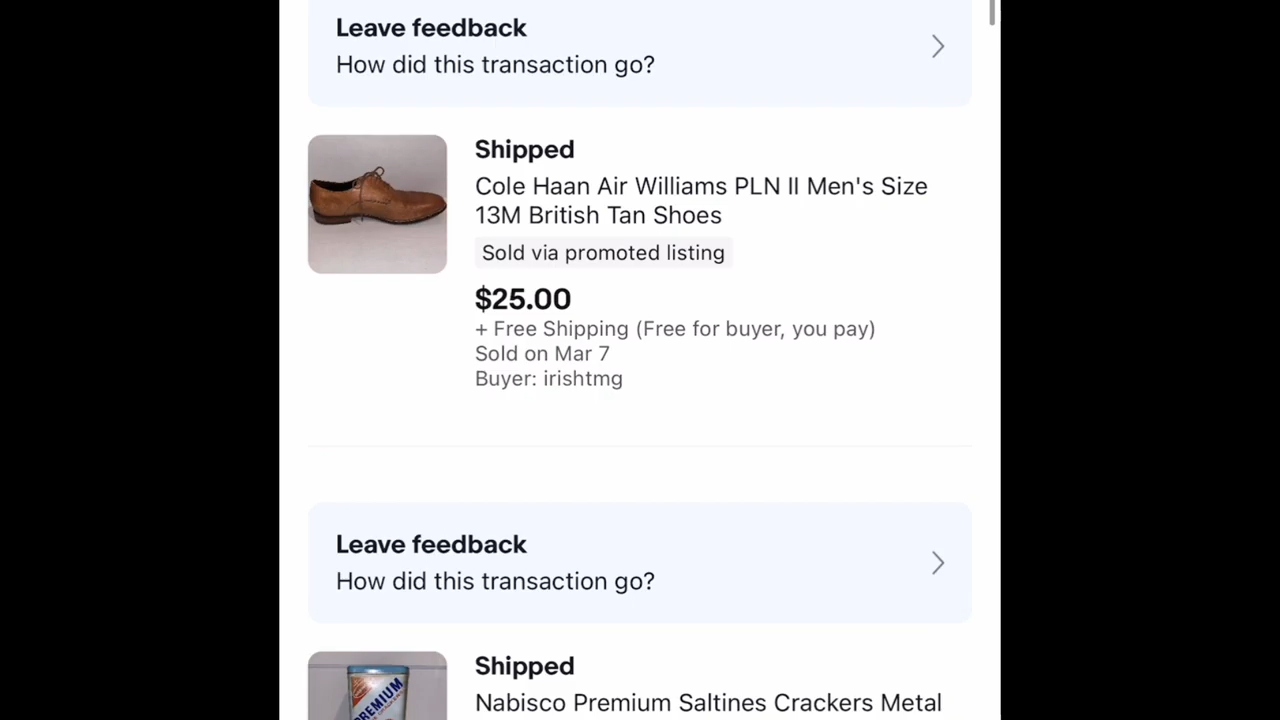 Leave feedback
How did this transaction go?
Shipped
Cole Haan Air Williams PLN II Men's Size
13M British Tan Shoes
Sold via promoted listing
$25.00
+ Free Shipping (Free for buyer, you pay)
Sold on Mar 7
Buyer: irishtmg
Leave feedback
How did this transaction go?
Shipped
Nabisco Premium Saltines Crackers Metal
PREMIUM